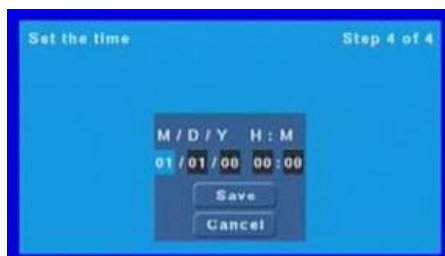 Set the time Step 4 of 4
M / D / Y H : M
01 / 01 / 00 00 : 00
Save
Cancel